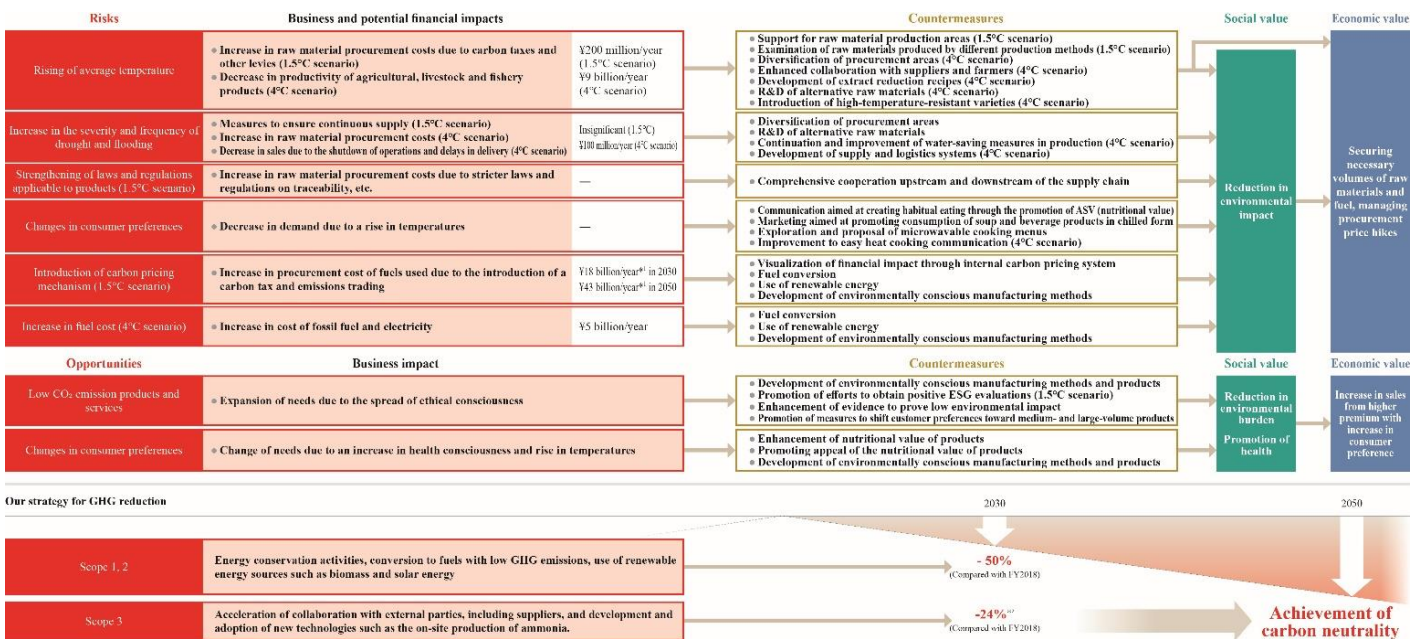 Risks
Business and potential financial impacts
Countermeasures
Social value
Economic value
Rising of average temperature
● Increase in raw material procurement costs due to carbon taxes and
other levies (1.5°C scenario)
● Decrease in productivity of agricultural, livestock and fishery
products (4°C scenario)
¥200 million/year
(1.5°C scenario)
¥9 billion/year
(4°C scenario)
● Support for raw material production areas (1.5°C scenario)
● Examination of raw materials produced by different production methods (1.5°C scenario)
● Diversification of procurement areas (4°C scenario)
● Enhanced collaboration with suppliers and farmers (4°C scenario)
● Development of extract reduction recipes (4°C scenario)
● R&D of alternative raw materials (4°C scenario)
● Introduction of high-temperature-resistant varieties (4°C scenario)
Increase in the severity and frequency of
drought and flooding
● Measures to ensure continuous supply (1.5°C scenario)
● Increase in raw material procurement costs (4°C scenario)
● Decrease in sales due to the shutdown of operations and delays in delivery (4°C scenario)
Insignificant (1.5°C)
¥100 million/year (4°C scenario)
● Diversification of procurement areas
● R&D of alternative raw materials
● Continuation and improvement of water-saving measures in production (4°C scenario)
● Development of supply and logistics systems (4°C scenario)
Strengthening of laws and regulations
applicable to products (1.5°C scenario)
● Increase in raw material procurement costs due to stricter laws and
regulations on traceability, etc.
—
● Comprehensive cooperation upstream and downstream of the supply chain
Changes in consumer preferences
● Decrease in demand due to a rise in temperatures
—
● Communication aimed at creating habitual eating through the promotion of ASV (nutritional value)
● Marketing aimed at promoting consumption of soup and beverage products in chilled form
● Exploration and proposal of microwavable cooking menus
● Improvement to easy heat cooking communication (4°C scenario)
Introduction of carbon pricing
mechanism (1.5°C scenario)
● Increase in procurement cost of fuels used due to the introduction of a
carbon tax and emissions trading
¥18 billion/year*¹ in 2030
¥43 billion/year*¹ in 2050
● Visualization of financial impact through internal carbon pricing system
● Fuel conversion
● Use of renewable energy
● Development of environmentally conscious manufacturing methods
Increase in fuel cost (4°C scenario)
● Increase in cost of fossil fuel and electricity
¥5 billion/year
● Fuel conversion
● Use of renewable energy
● Development of environmentally conscious manufacturing methods
Reduction in
environmental
impact
Securing
necessary
volumes of raw
materials and
fuel, managing
procurement
price hikes
Opportunities
Business impact
Countermeasures
Social value
Economic value
Low CO₂ emission products and
services
● Expansion of needs due to the spread of ethical consciousness
● Development of environmentally conscious manufacturing methods and products
● Promotion of efforts to obtain positive ESG evaluations (1.5°C scenario)
● Enhancement of evidence to prove low environmental impact
● Promotion of measures to shift customer preferences toward medium- and large-volume products
Changes in consumer preferences
● Change of needs due to an increase in health consciousness and rise in temperatures
● Enhancement of nutritional value of products
● Promoting appeal of the nutritional value of products
● Development of environmentally conscious manufacturing methods and products
Reduction in
environmental
burden
Promotion of
health
Increase in sales
from higher
premium with
increase in
consumer
preference
Our strategy for GHG reduction
2030
2050
Scope 1, 2
Energy conservation activities, conversion to fuels with low GHG emissions, use of renewable
energy sources such as biomass and solar energy
- 50%
(Compared with FY2018)
Scope 3
Acceleration of collaboration with external parties, including suppliers, and development and
adoption of new technologies such as the on-site production of ammonia.
-24%
(Compared with FY2018)
Achievement of
carbon neutrality